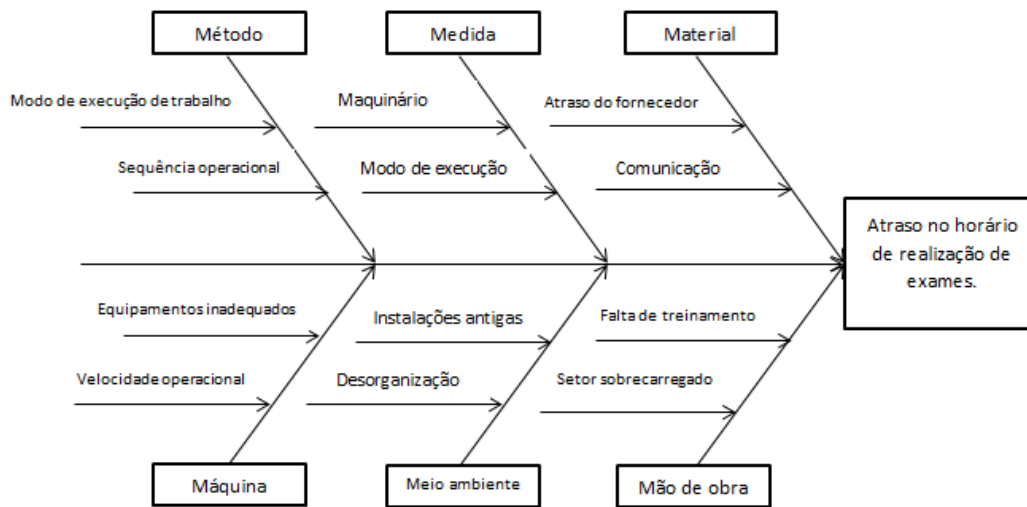 Método
Medida
Material
Modo de execução de trabalho
Maquinário
Atraso do fornecedor
Sequência operacional
Modo de execução
Comunicação
Atraso no horário
de realização de
exames.
Equipamentos inadequados
Instalações antigas
Falta de treinamento
Velocidade operacional
Desorganização
Setor sobrecarregado
Máquina
Meio ambiente
Mão de obra